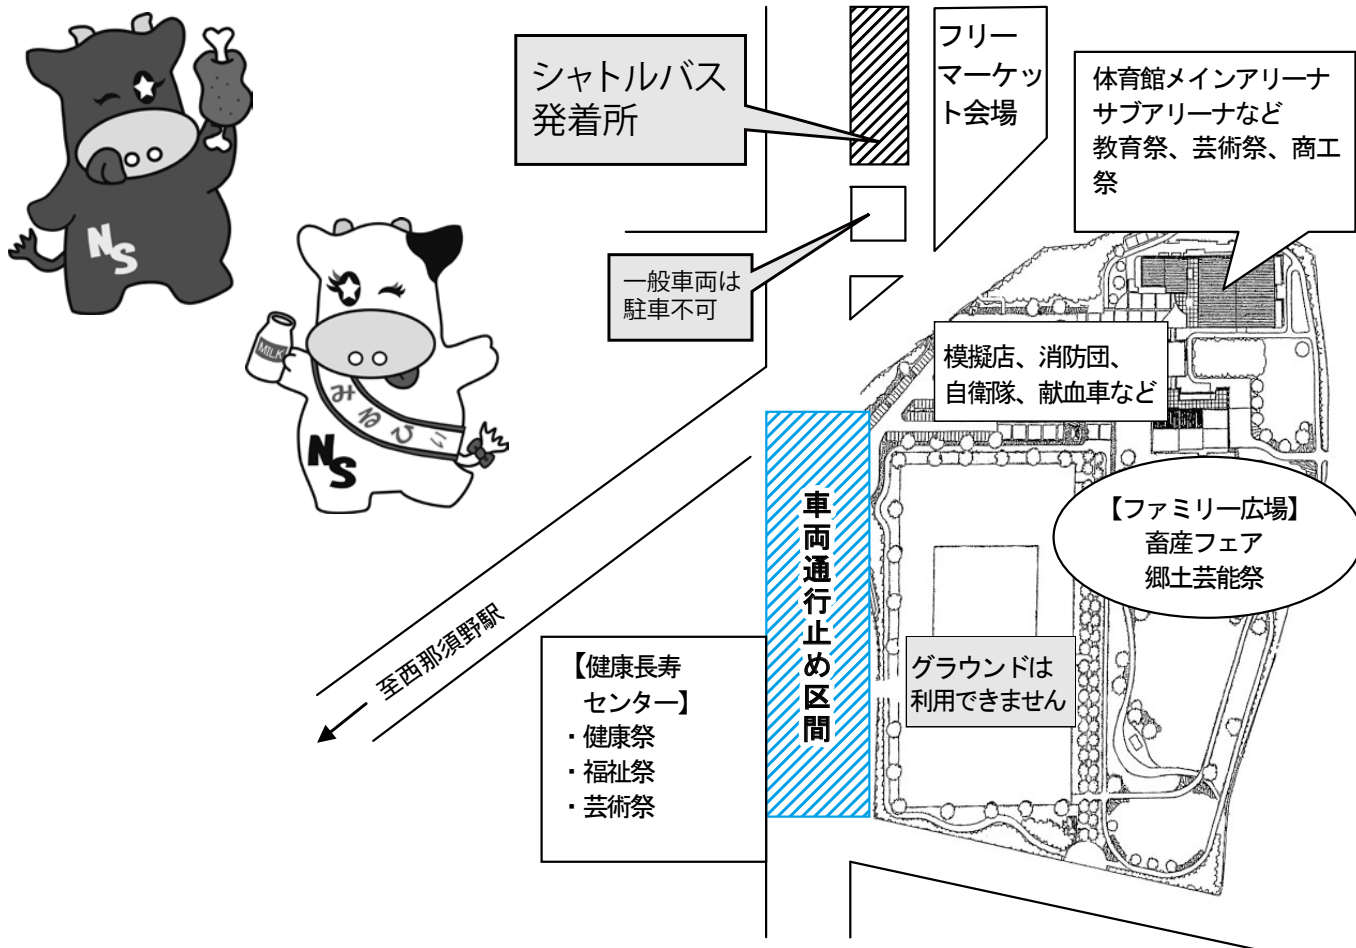 シャトルバス
発着所
フリー
マーケッ
ト会場
体育館メインアリーナ
サブアリーナなど
教育祭、芸術祭、商工
祭
一般車両は
駐車不可
模擬店、消防団、
自衛隊、献血車など
NS
MILK
みるひぃ
NS
車両通行止め区間
【ファミリー広場】
畜産フェア
郷土芸能祭
至西那須野駅
【健康長寿
センター】
・健康祭
・福祉祭
・芸術祭
グラウンドは
利用できません